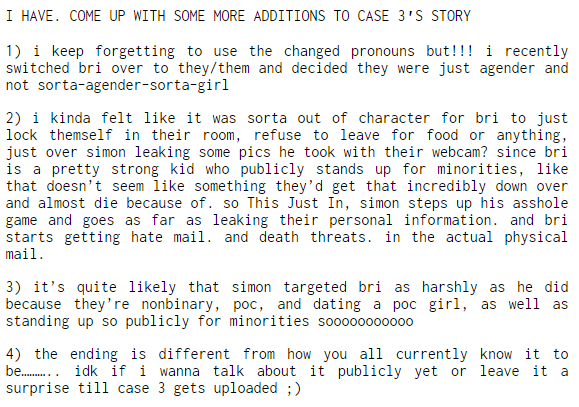 I HAVE. COME UP WITH SOME MORE ADDITIONS TO CASE 3'S STORY
1) i keep forgetting to use the changed pronouns but!!! i recently
switched bri over to they/them and decided they were just agender and
not sorta-agender-sorta-girl
2) i kinda felt like it was sorta out of character for bri to just
lock themself in their room, refuse to leave for food or anything,
just over simon leaking some pics he took with their webcam? since bri
is a pretty strong kid who publicly stands up for minorities, like
that doesn't seem like something they'd get that incredibly down over
and almost die because of. so This Just In, simon steps up his asshole
game and goes as far as leaking their personal information. and bri
starts getting hate mail. and death threats. in the actual physical
mail.
3) it's quite likely that simon targeted bri as harshly as he did
because they're nonbinary, poc, and dating a poc girl, as well as
standing up so publicly for minorities sooooooooooo
4) the ending is different from how you all currently know it to
be……….. idk if i wanna talk about it publicly yet or leave it a
surprise till case 3 gets uploaded ;)